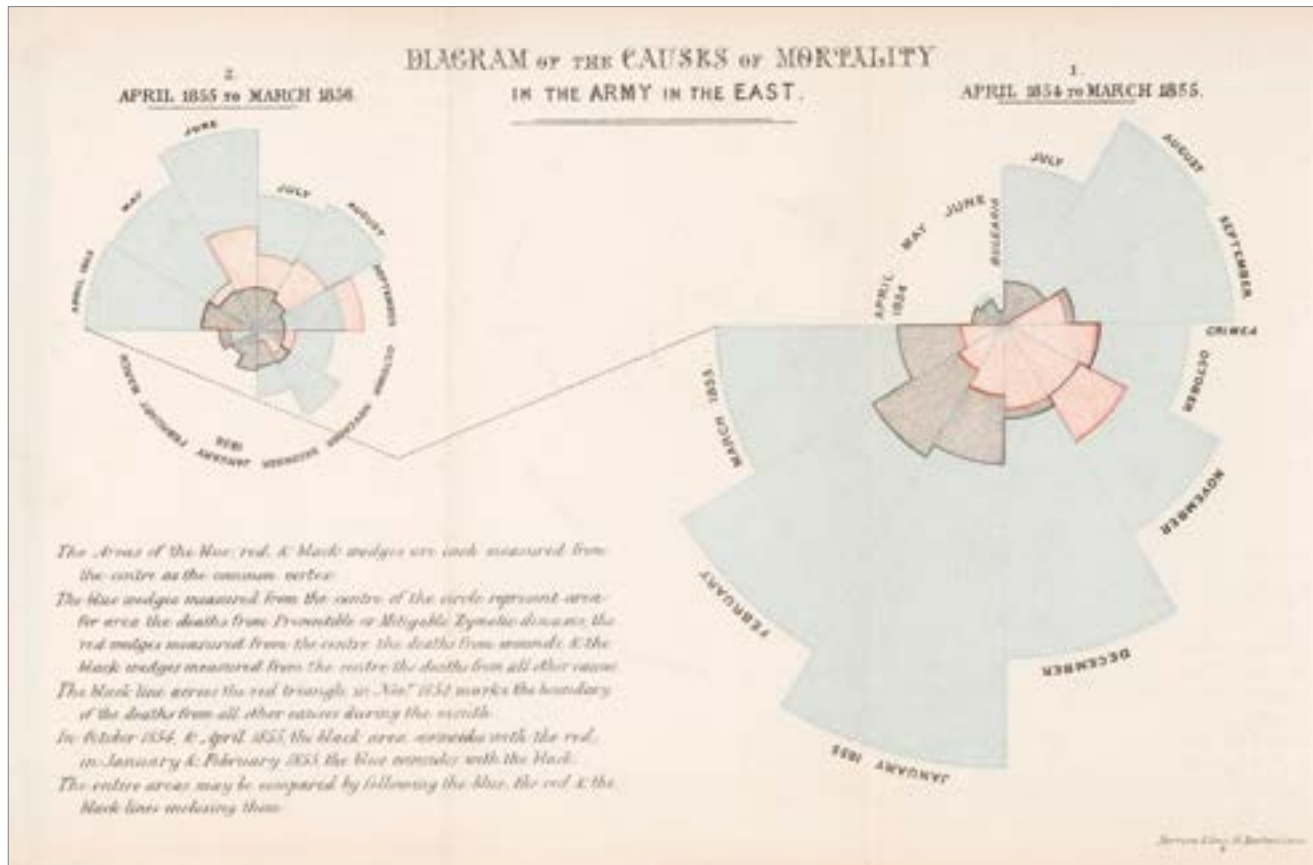 DIAGRAM OF THE CAUSES OF MORTALITY
IN THE ARMY IN THE EAST.
2.
APRIL 1855 TO MARCH 1856.
1.
APRIL 1854 TO MARCH 1855.
JUNE
MAY
APRIL 1855
JULY
AUGUST
SEPTEMBER
OCTOBER
NOVEMBER
DECEMBER
JANUARY
1856
FEBRUARY
MARCH
APRIL
1854
MAY
JUNE
BULGARIA
JULY
AUGUST
SEPTEMBER
CRIMEA
OCTOBER
NOVEMBER
DECEMBER
JANUARY 1855
FEBRUARY
MARCH 1855.
The Areas of the blue, red, & black wedges are each measured from
the centre as the common vertex.
The blue wedges measured from the centre of the circle represent area
for area the deaths from Preventable or Mitigable Zymotic diseases, the
red wedges measured from the centre the deaths from wounds, & the
black wedges measured from the centre the deaths from all other causes.
The black line across the red triangle in Novr. 1854 marks the boundary
of the deaths from all other causes during the month.
In October 1854, & April 1855, the black area coincides with the red,
in January & February 1855, the blue coincides with the black.
The entire areas may be compared by following the blue, the red & the
black lines enclosing them.